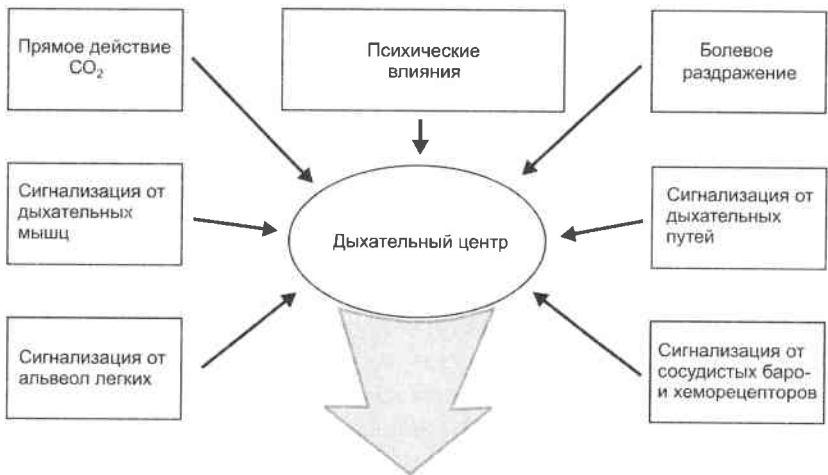 Прямое действие
CO₂
Психические
влияния
Болевое
раздражение
Сигнализация от
дыхательных
мышц
Дыхательный центр
Сигнализация от
дыхательных
путей
Сигнализация от
альвеол легких
Сигнализация от
сосудистых баро-
и хеморецепторов